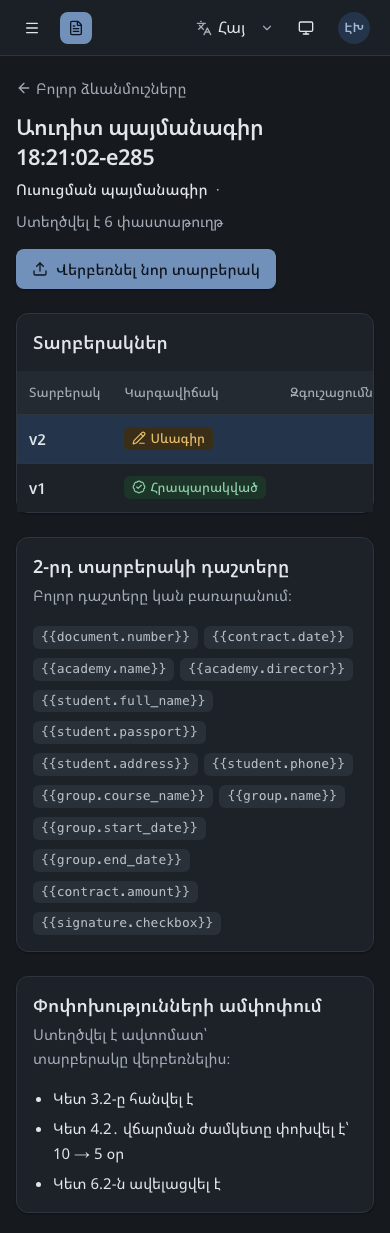 Հայ
ԷԽ
← Բոլոր ձևանմուշները
Աուդիտ պայմանագիր
18:21:02-e285
Ուսուցման պայմանագիր ·
Ստեղծվել է 6 փաստաթուղթ
Վերբեռնել նոր տարբերակ
Տարբերակներ
Տարբերակ Կարգավիճակ Զգուշացումն
v2 Սևագիր
v1 Հրապարակված
2-րդ տարբերակի դաշտերը
Բոլոր դաշտերը կան բառարանում։
{{document.number}} {{contract.date}}
{{academy.name}} {{academy.director}}
{{student.full_name}}
{{student.passport}}
{{student.address}} {{student.phone}}
{{group.course_name}} {{group.name}}
{{group.start_date}}
{{group.end_date}}
{{contract.amount}}
{{signature.checkbox}}
Փոփոխությունների ամփոփում
Ստեղծվել է ավտոմատ՝
տարբերակը վերբեռնելիս։
• Կետ 3.2-ը հանվել է
• Կետ 4.2. վճարման ժամկետը փոխվել է՝
10 → 5 օր
• Կետ 6.2-ն ավելացվել է